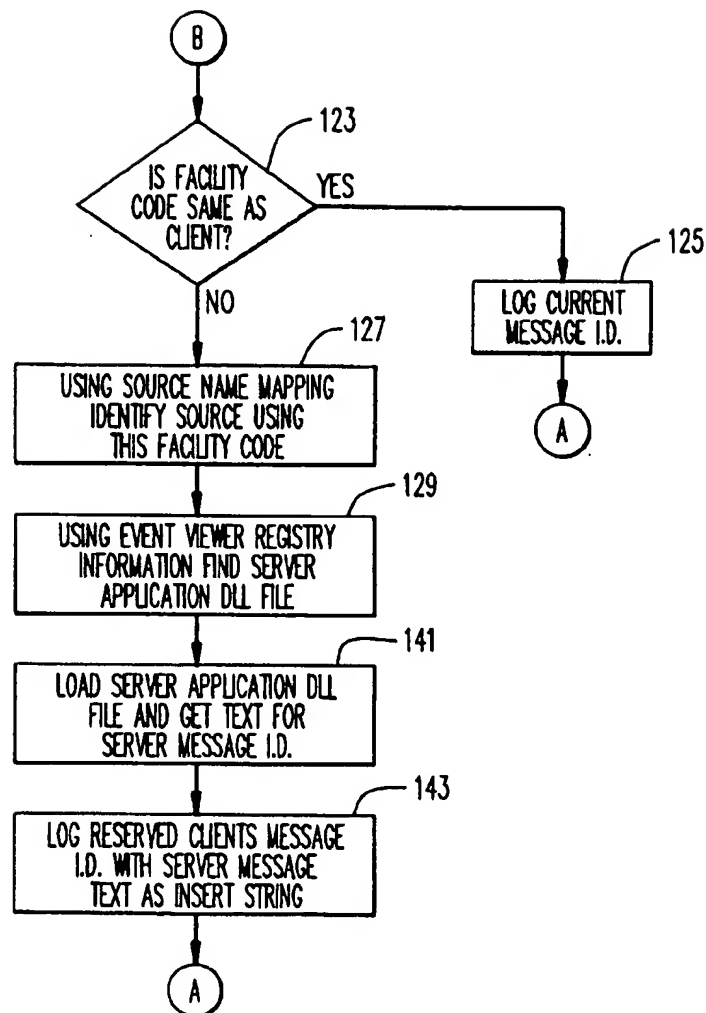 B
123
IS FACILITY
CODE SAME AS
CLIENT?
YES
NO
125
LOG CURRENT
MESSAGE I.D.
A
127
USING SOURCE NAME MAPPING
IDENTIFY SOURCE USING
THIS FACILITY CODE
129
USING EVENT VIEWER REGISTRY
INFORMATION FIND SERVER
APPLICATION DLL FILE
141
LOAD SERVER APPLICATION DLL
FILE AND GET TEXT FOR
SERVER MESSAGE I.D.
143
LOG RESERVED CLIENTS MESSAGE
I.D. WITH SERVER MESSAGE
TEXT AS INSERT STRING
A